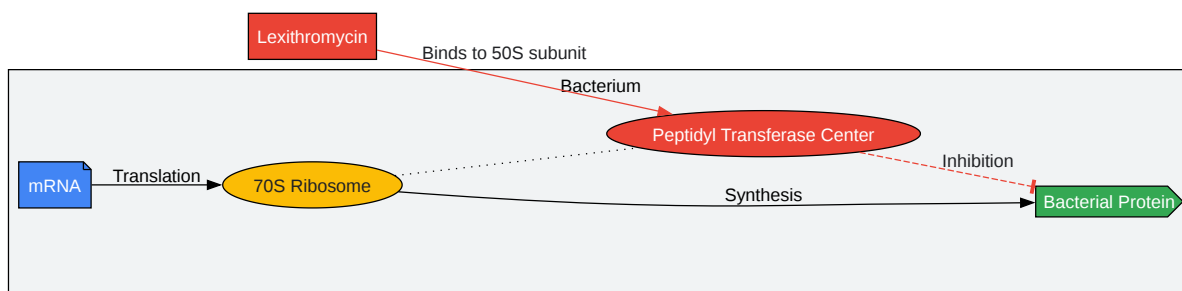 Lexithromycin
Binds to 50S subunit
Bacterium
Peptidyl Transferase Center
Inhibition
mRNA
Translation
70S Ribosome
Synthesis
Bacterial Protein